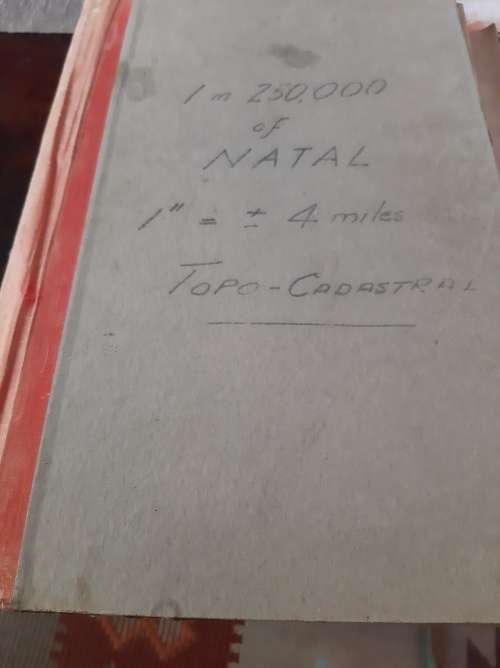 1 in 250,000
of
NATAL
1" = ± 4 miles
TOPO-CADASTRAL